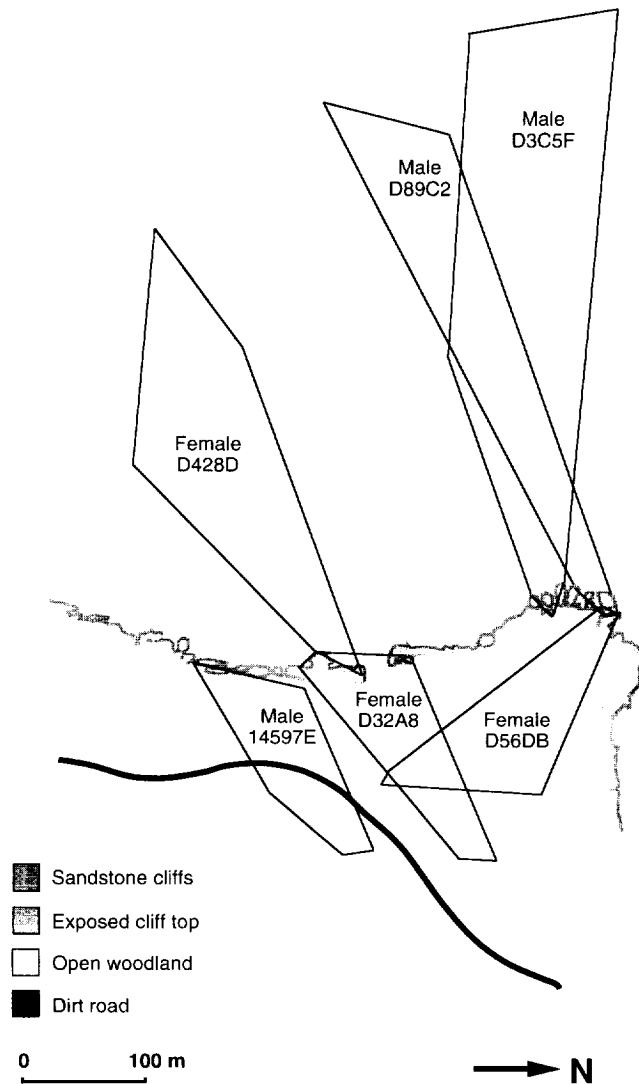 Male
D3C5F
Male
D89C2
Female
D428D
Female
D32A8
Male
14597E
Female
D56DB
Sandstone cliffs
Exposed cliff top
Open woodland
Dirt road
0 100 m
N